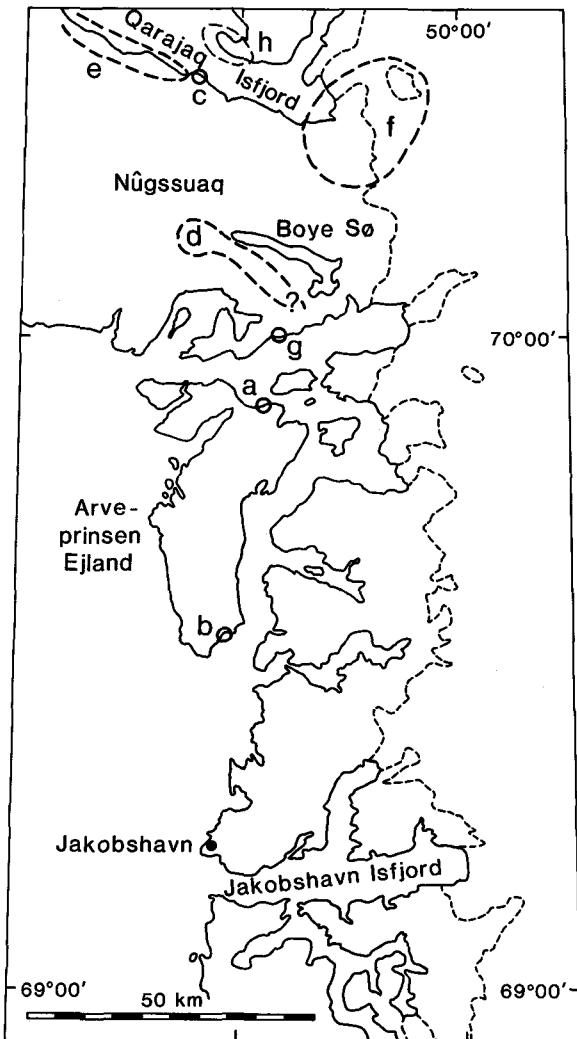 50°00′
Qarajaq
h
Isfjord
e
c
f
Nûgssuaq
d
Boye Sø
?
g
70°00′
a
Arve-
prinsen
Ejland
b
Jakobshavn
Jakobshavn Isfjord
69°00′
50 km
69°00′